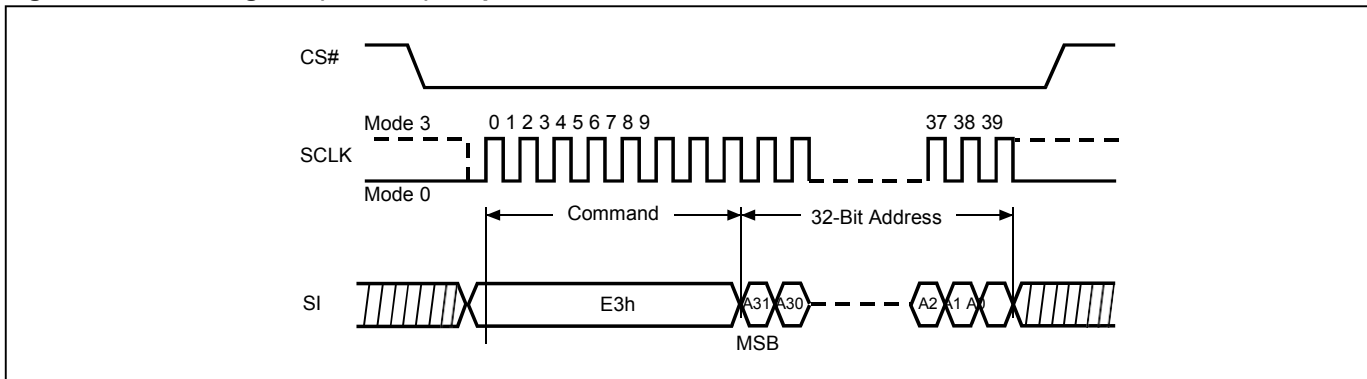 CS#
Mode 3
0 1 2 3 4 5 6 7 8 9
37 38 39
SCLK
Mode 0
Command
32-Bit Address
SI
E3h
A31
A30
A2
A1
A0
MSB